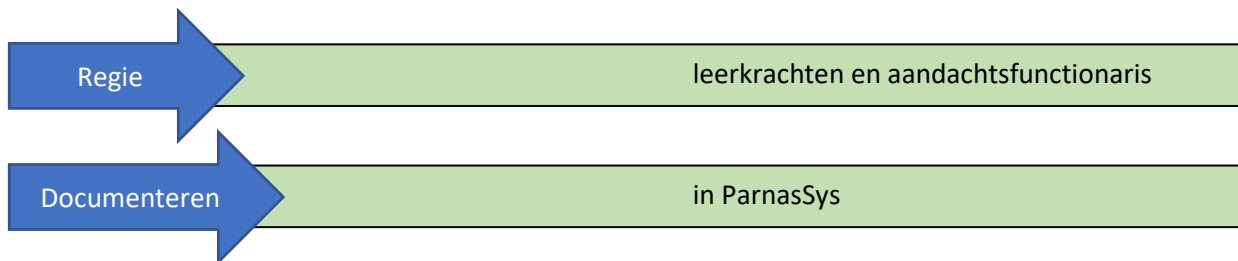 Regie
leerkrachten en aandachtsfunctionaris
Documenteren
in ParnasSys